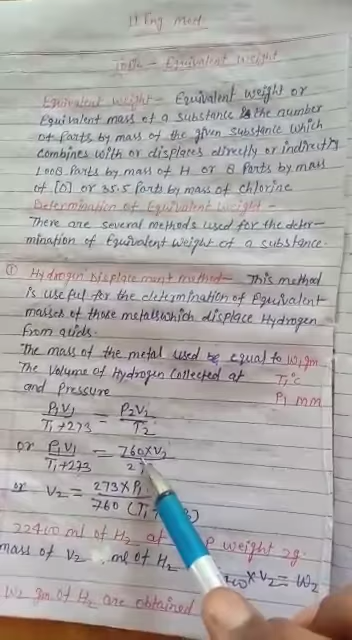 11 Eng med
Topic - Equivalent Weight
Equivalent Weight - Equivalent weight or
Equivalent mass of a substance is the number
of Parts by mass of the given substance which
combines with or displaces directly or indirectly
1.008 Parts by mass of H or 8 Parts by mass
of [O] or 35.5 Parts by mass of chlorine
Determination of Equivalent Weight -
There are several methods used for the deter-
mination of Equivalent Weight of a substance.
① Hydrogen Displacement method - This method
is useful for the determination of Equivalent
masses of those metals which displace Hydrogen
from acids.
The mass of the metal used be equal to W₁ gm
The volume of Hydrogen Collected at T₁°C
and Pressure P₁ mm
P₁V₁/T₁+273 = P₂V₂/T₂
or P₁V₁/T₁+273 = 760×V₂/2
or V₂ = 273×P₁/760 (T₁
22400 ml of H₂ at P weight 2g.
mass of V₂ ml of H₂ ×V₂ = W₂
W₂ gm of H₂ are obtained